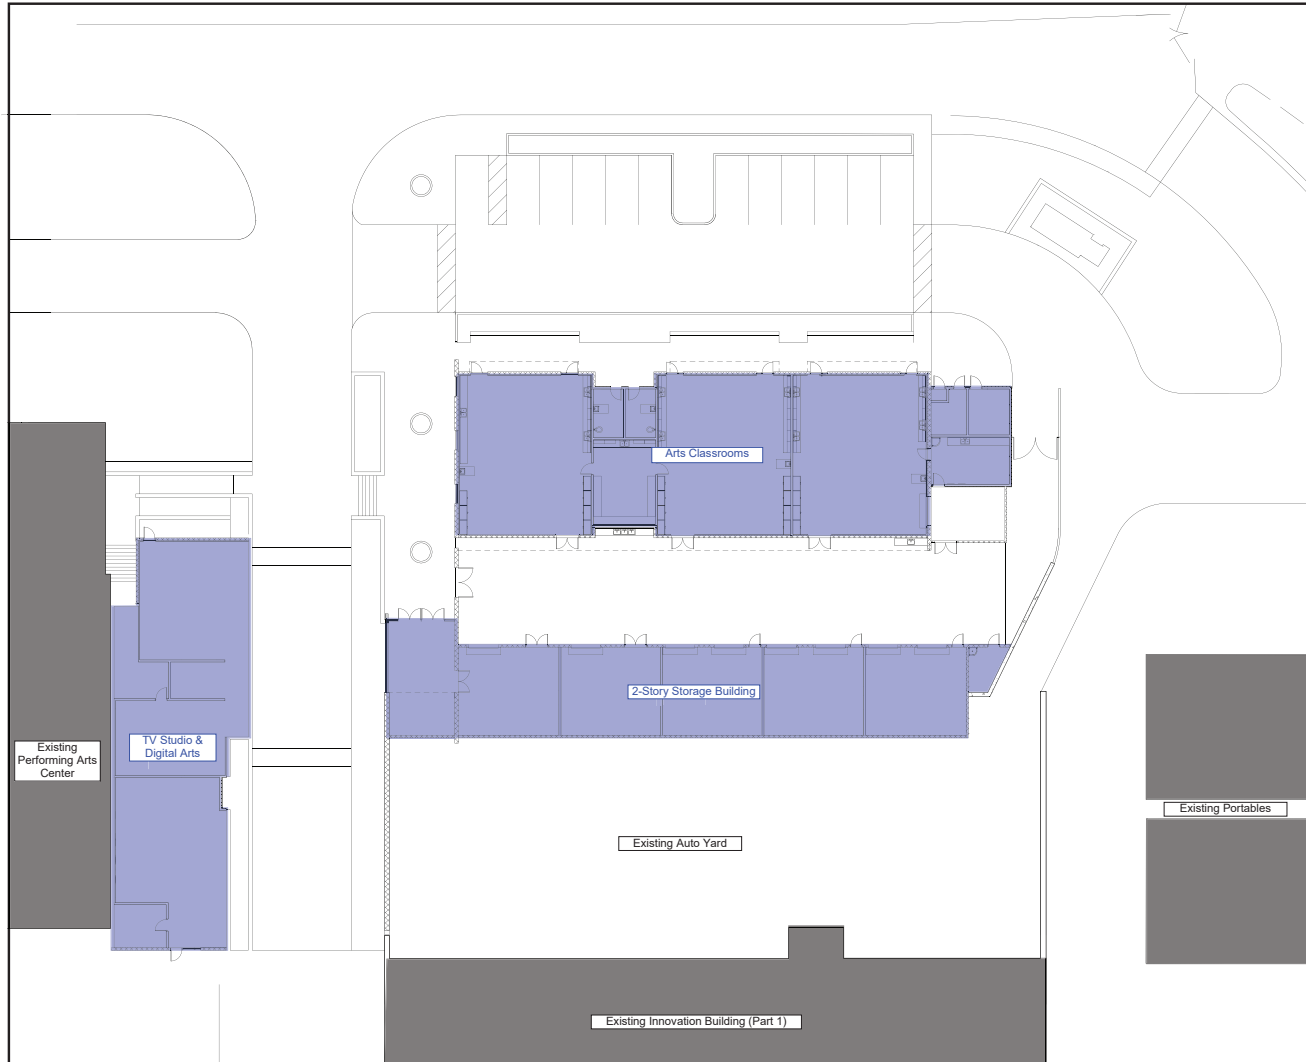 Arts Classrooms
2-Story Storage Building
TV Studio &
Digital Arts
Existing
Performing Arts
Center
Existing Portables
Existing Auto Yard
Existing Innovation Building (Part 1)